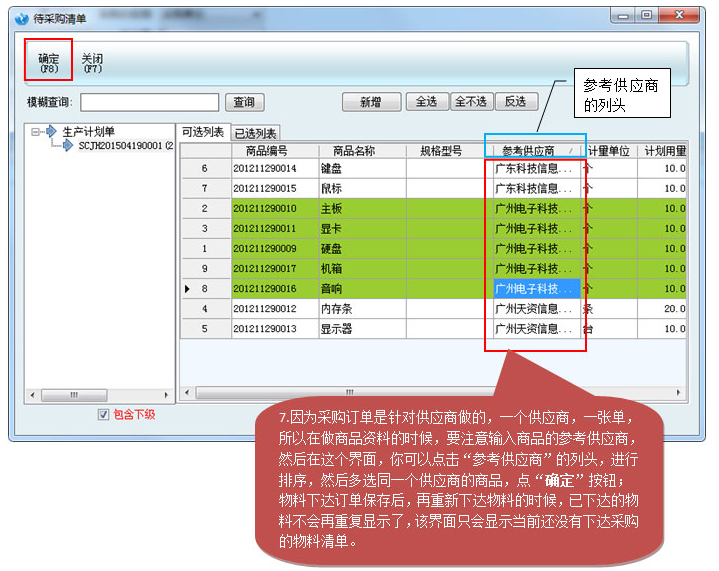 待采购清单
确定
(F8)
关闭
(F7)
参考供应商
的列头
模糊查询:
查询
新增
全选
全不选
反选
生产计划单
SCJH201504190001(2
可选列表
已选列表
商品编号 商品名称 规格型号 参考供应商 计量单位 计划用量
6 201211290014 键盘 广东科技信息... 个 10.0
7 201211290015 鼠标 广东科技信息... 个 10.0
2 201211290010 主板 广州电子科技... 个 10.0
3 201211290011 显卡 广州电子科技... 个 10.0
1 201211290009 硬盘 广州电子科技... 个 10.0
9 201211290017 机箱 广州电子科技... 个 10.0
8 201211290016 音响 广州电子科技... 个 10.0
4 201211290012 内存条 广州天资信息... 条 20.0
5 201211290013 显示器 广州天资信息... 台 10.0
包含下级
7.因为采购订单是针对供应商做的，一个供应商，一张单，
所以在做商品资料的时候，要注意输入商品的参考供应商，
然后在这个界面，你可以点击“参考供应商”的列头，进行
排序，然后多选同一个供应商的商品，点“确定”按钮；
物料下达订单保存后，再重新下达物料的时候，已下达的物
料不会再重复显示了，该界面只会显示当前还没有下达采购
的物料清单。